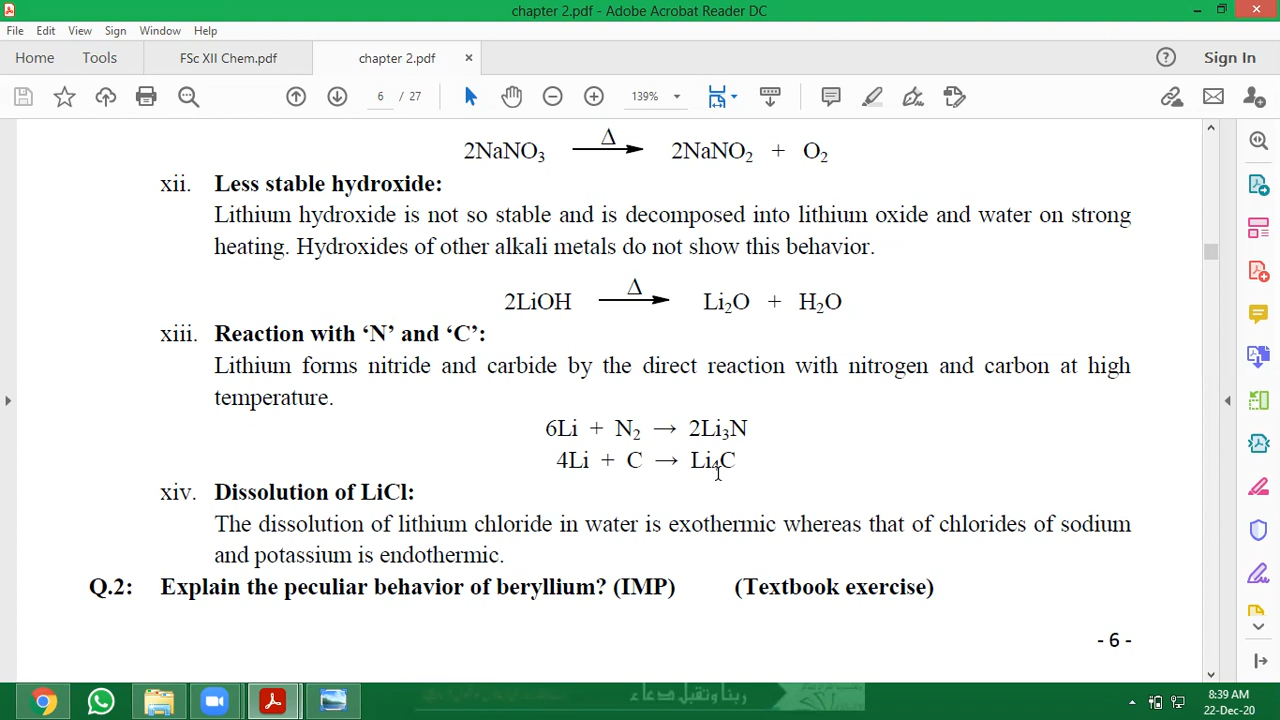 chapter 2.pdf - Adobe Acrobat Reader DC
File Edit View Sign Window Help
Home Tools FSc XII Chem.pdf chapter 2.pdf × Sign In
6 / 27 139%
2NaNO₃ —Δ→ 2NaNO₂ + O₂
xii. Less stable hydroxide:
Lithium hydroxide is not so stable and is decomposed into lithium oxide and water on strong
heating. Hydroxides of other alkali metals do not show this behavior.
2LiOH —Δ→ Li₂O + H₂O
xiii. Reaction with ‘N’ and ‘C’:
Lithium forms nitride and carbide by the direct reaction with nitrogen and carbon at high
temperature.
6Li + N₂ → 2Li₃N
4Li + C → Li₄C
xiv. Dissolution of LiCl:
The dissolution of lithium chloride in water is exothermic whereas that of chlorides of sodium
and potassium is endothermic.
Q.2: Explain the peculiar behavior of beryllium? (IMP) (Textbook exercise)
- 6 -
ربنا وتقبل دعاء
8:39 AM
22-Dec-20